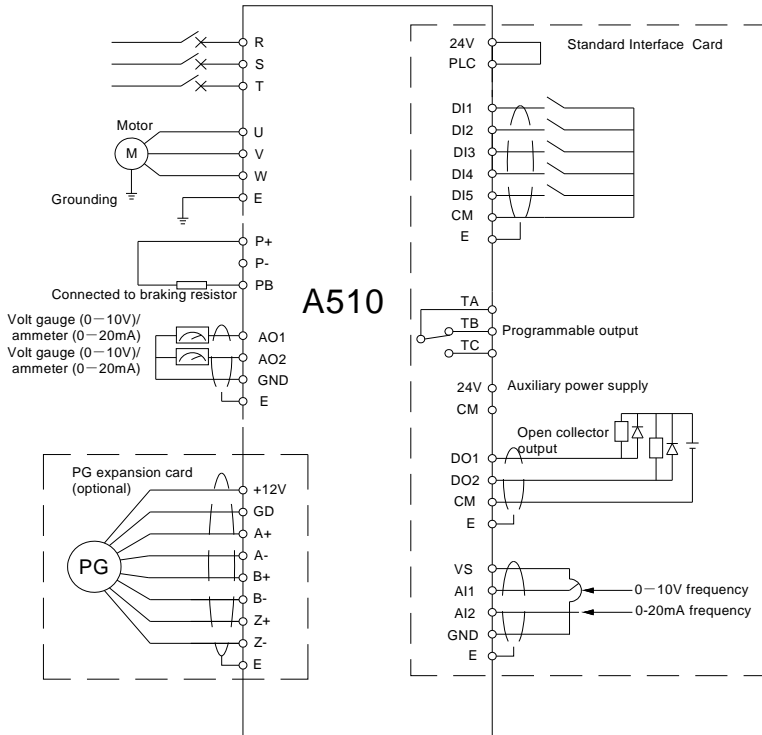 R
S
T
Motor
M
Grounding
U
V
W
E
P+
P-
PB
Connected to braking resistor
A510
Volt gauge (0－10V)/
ammeter (0－20mA)
Volt gauge (0－10V)/
ammeter (0－20mA)
AO1
AO2
GND
E
PG expansion card
(optional)
PG
+12V
GD
A+
A-
B+
B-
Z+
Z-
E
Standard Interface Card
24V
PLC
DI1
DI2
DI3
DI4
DI5
CM
E
TA
TB
TC
Programmable output
24V
CM
Auxiliary power supply
Open collector
output
DO1
DO2
CM
E
VS
AI1
AI2
GND
E
0－10V frequency
0-20mA frequency